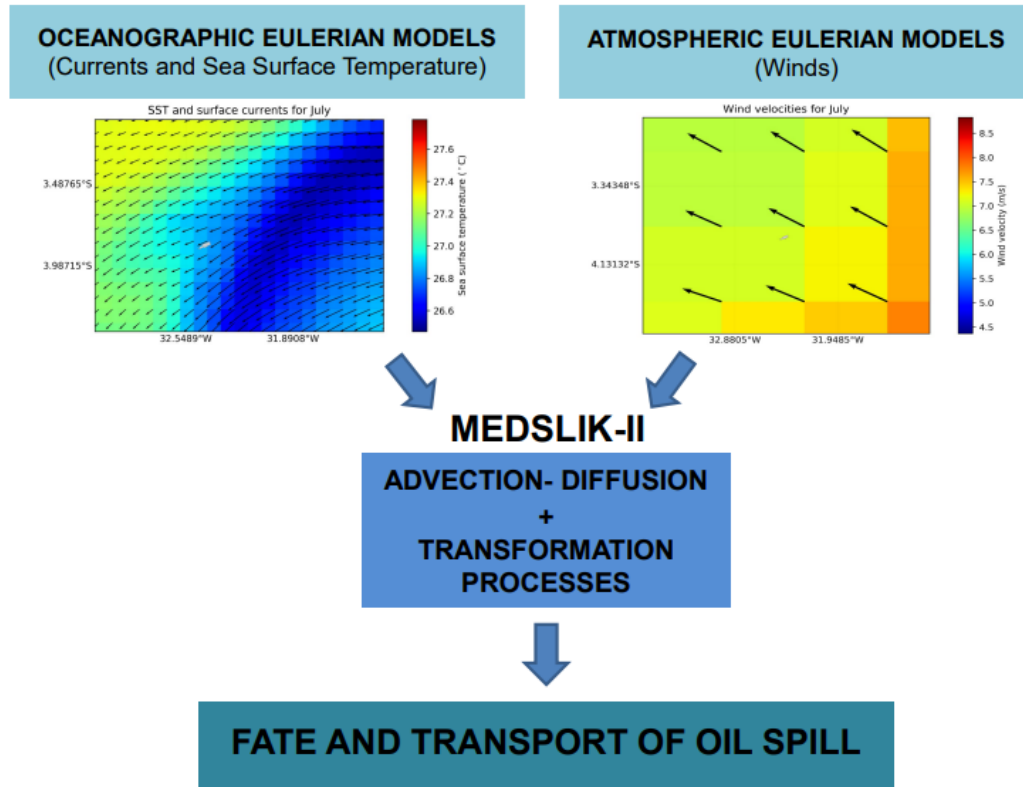 OCEANOGRAPHIC EULERIAN MODELS
(Currents and Sea Surface Temperature)
ATMOSPHERIC EULERIAN MODELS
(Winds)
SST and surface currents for July
3.48765°S
3.98715°S
32.5489°W
31.8908°W
27.6
27.4
27.2
27.0
26.8
26.6
Sea surface temperature (°C)
Wind velocities for July
3.34348°S
4.13132°S
32.8805°W
31.9485°W
8.5
8.0
7.5
7.0
6.5
6.0
5.5
5.0
4.5
Wind velocity (m/s)
MEDSLIK-II
ADVECTION- DIFFUSION
+
TRANSFORMATION
PROCESSES
FATE AND TRANSPORT OF OIL SPILL